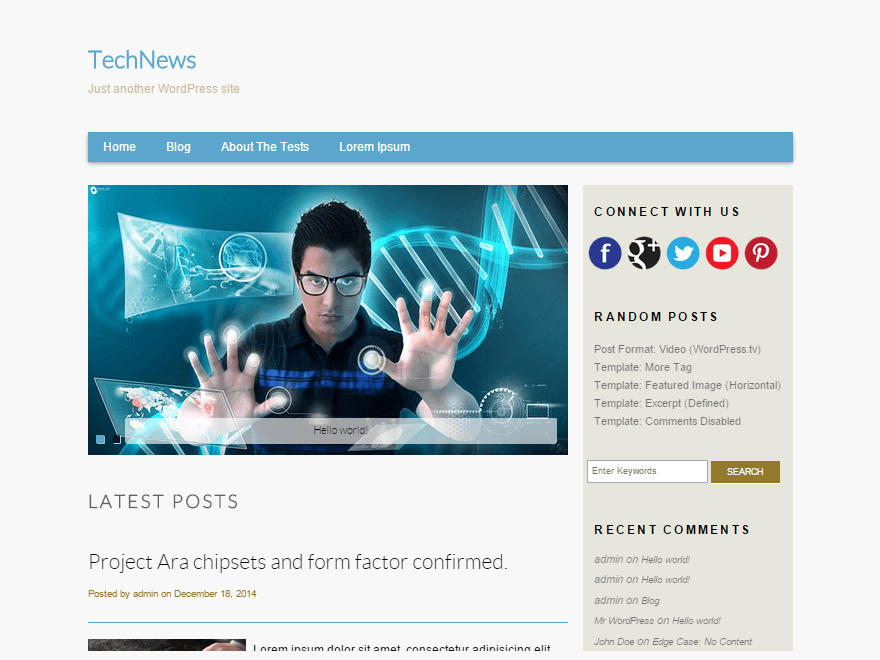 TechNews
Just another WordPress site
Home Blog About The Tests Lorem Ipsum
Hello world!
LATEST POSTS
Project Ara chipsets and form factor confirmed.
Posted by admin on December 18, 2014
Lorem ipsum dolor sit amet, consectetur adipisicing elit
CONNECT WITH US
RANDOM POSTS
Post Format: Video (WordPress.tv)
Template: More Tag
Template: Featured Image (Horizontal)
Template: Excerpt (Defined)
Template: Comments Disabled
Enter Keywords SEARCH
RECENT COMMENTS
admin on Hello world!
admin on Hello world!
admin on Blog
Mr WordPress on Hello world!
John Doe on Edge Case: No Content